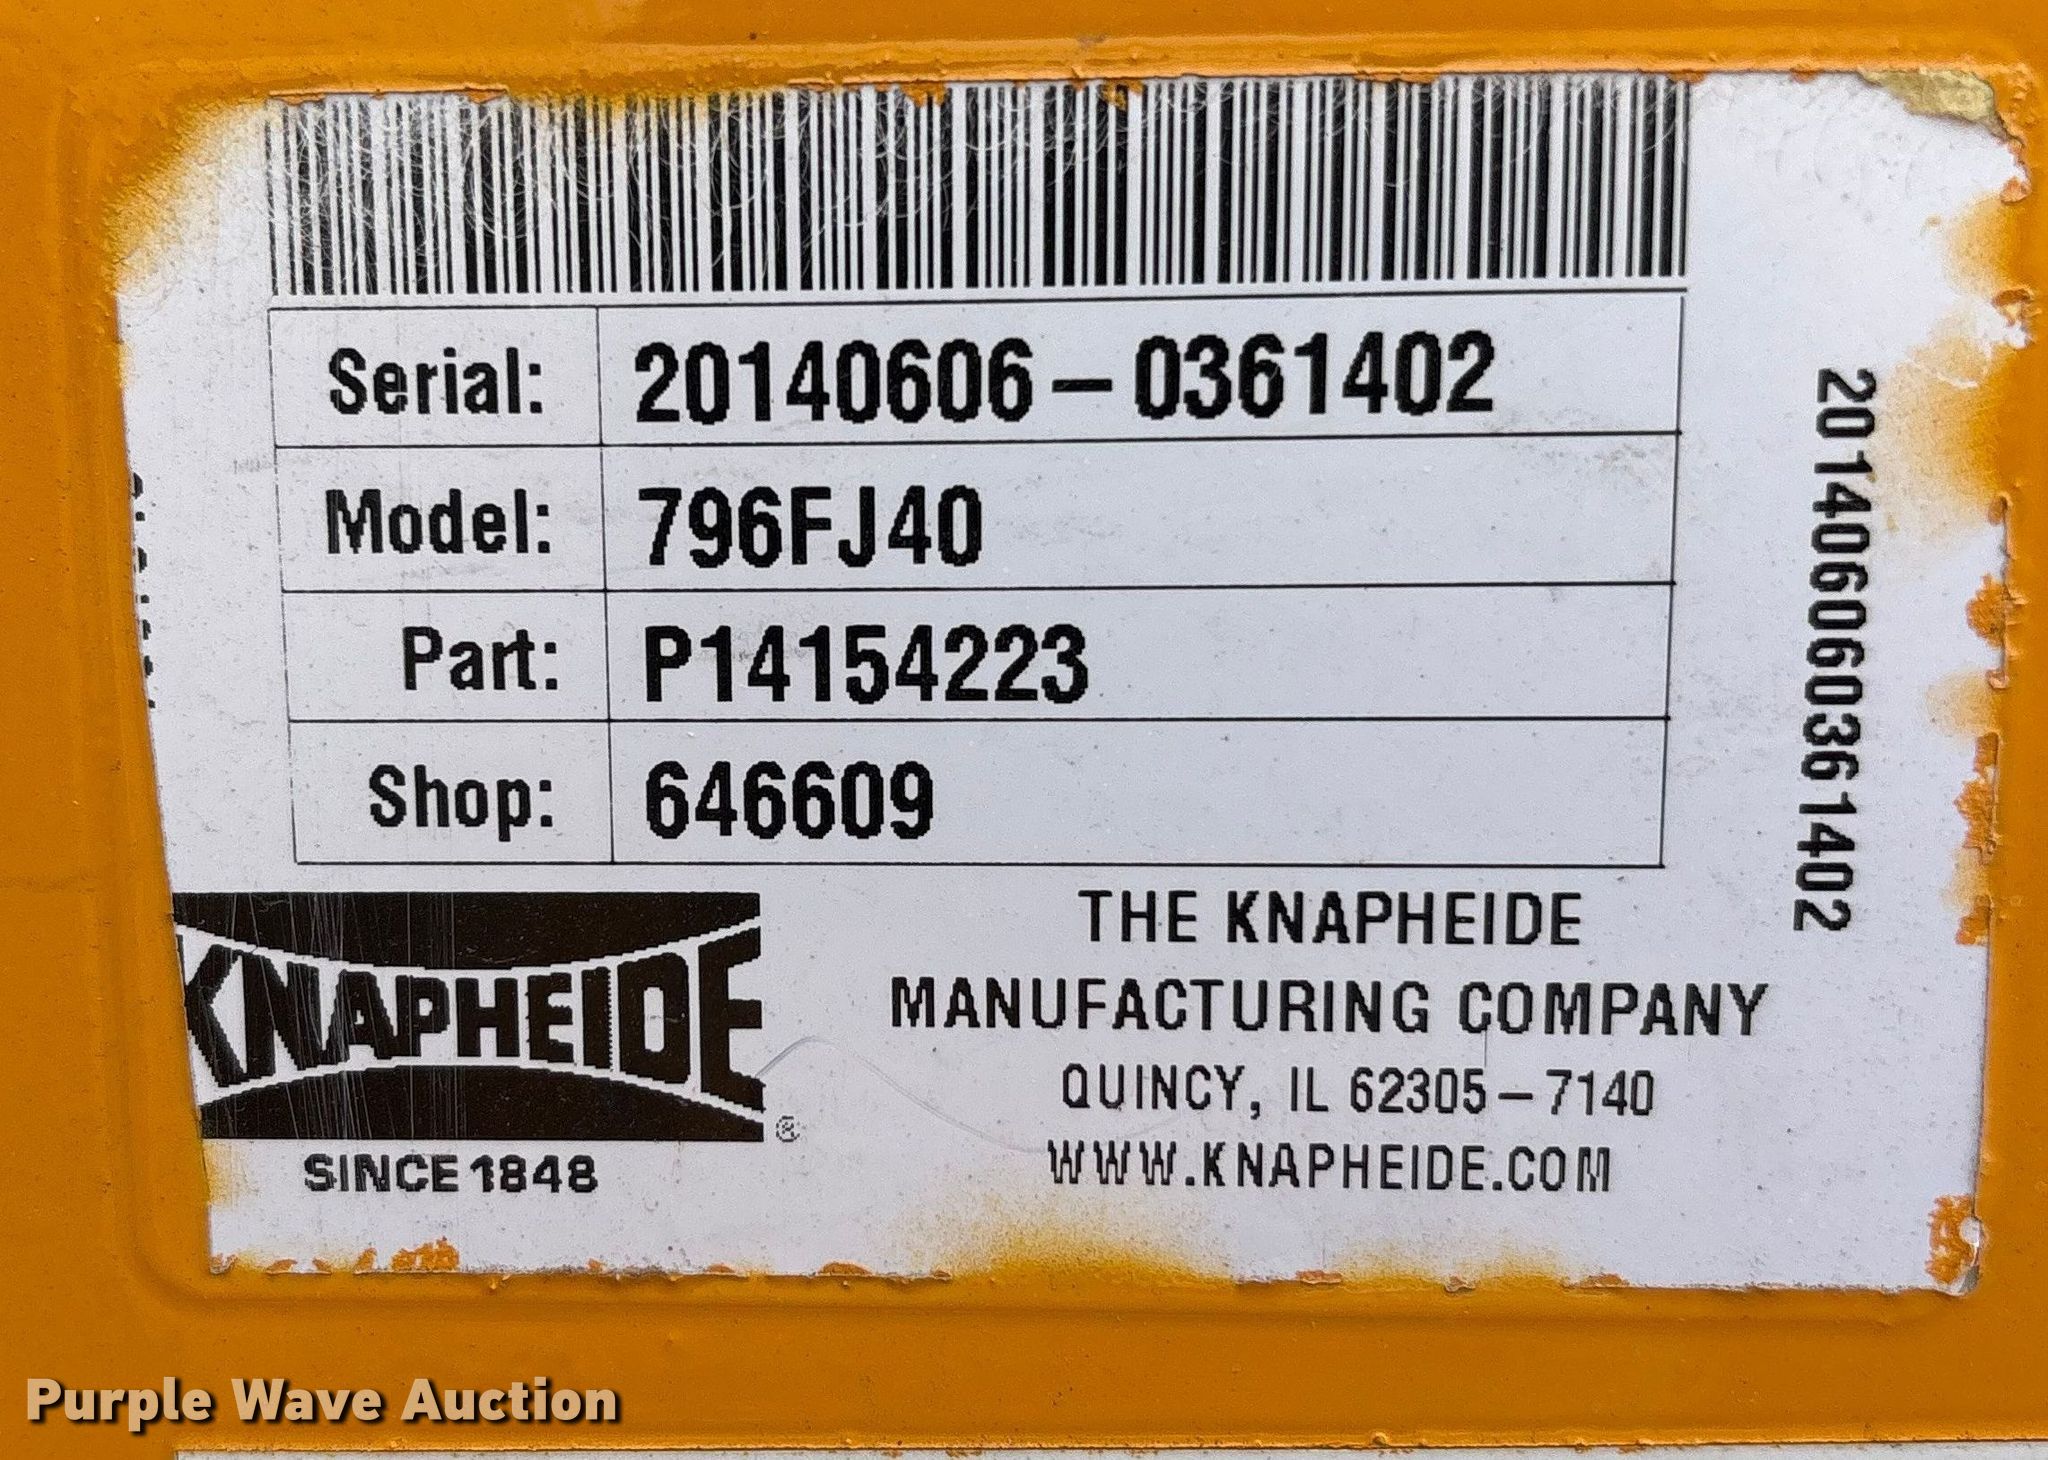 Serial: 20140606-0361402
Model: 796FJ40
Part: P14154223
Shop: 646609
201406060361402
KNAPHEIDE
®
SINCE 1848
THE KNAPHEIDE
MANUFACTURING COMPANY
QUINCY, IL 62305-7140
WWW.KNAPHEIDE.COM
Purple Wave Auction